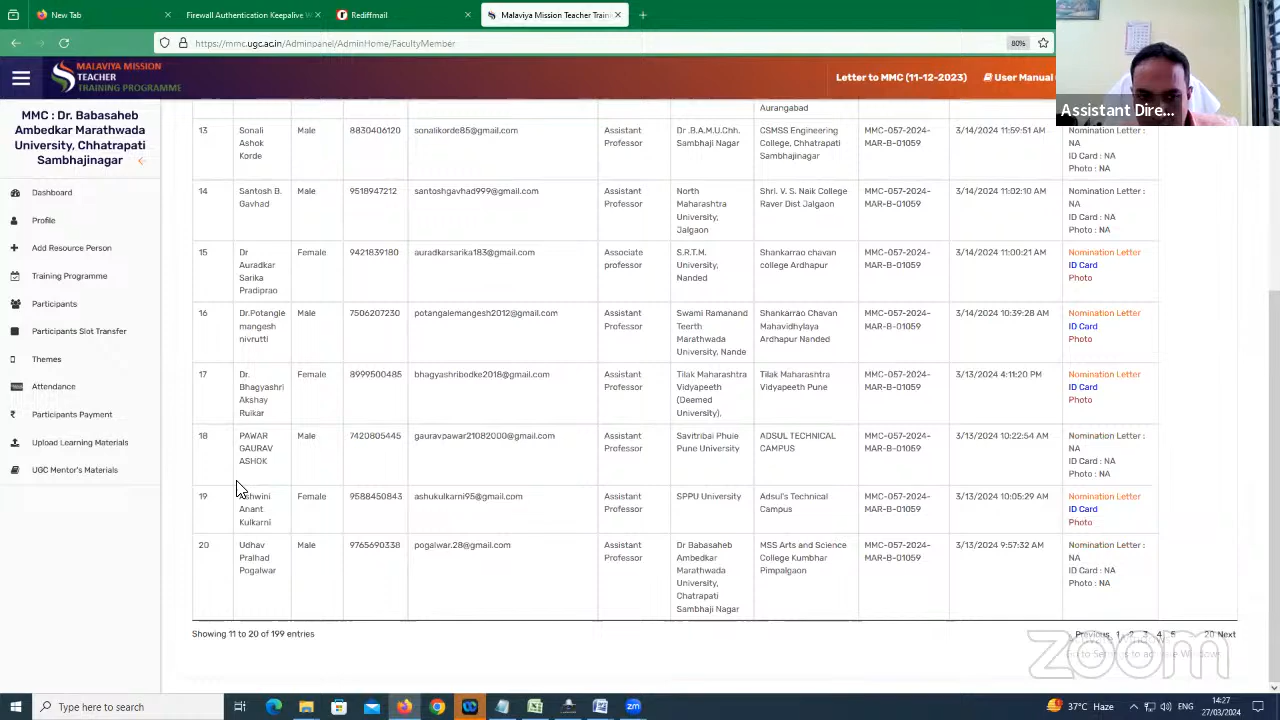 Firewall Authentication Keepalive W
Rediffmail
Malaviya Mission Teacher Traini
https://mmc.ugc.ac.in/Adminpanel/AdminHome/FacultyMember
80%
MALAVIYA MISSION
TEACHER
TRAINING PROGRAMME
Letter to MMC (11-12-2023)
User Manual
Assistant Dire...
MMC : Dr. Babasaheb
Ambedkar Marathwada
University, Chhatrapati
Sambhajinagar
Dashboard
Profile
Add Resource Person
Training Programme
Participants
Participants Slot Transfer
Themes
Attendance
Participants Payment
Upload Learning Materials
UGC Mentor's Materials
Aurangabad
13 Sonali Male 8830406120 sonalikorde85@gmail.com Assistant Dr .B.A.M.U.Chh. CSMSS Engineering MMC-057-2024- 3/14/2024 11:59:51 AM Nomination Letter :
Ashok Professor Sambhaji Nagar College, Chhatrapati MAR-B-01059 NA
Korde Sambhajinagar ID Card : NA
Photo : NA
14 Santosh B. Male 9518947212 santoshgavhad999@gmail.com Assistant North Shri. V. S. Naik College MMC-057-2024- 3/14/2024 11:02:10 AM Nomination Letter :
Gavhad Professor Maharashtra Raver Dist Jalgaon MAR-B-01059 NA
University, ID Card : NA
Jalgaon Photo : NA
15 Dr Female 9421839180 auradkarsarika183@gmail.com Associate S.R.T.M. Shankarrao chavan MMC-057-2024- 3/14/2024 11:00:21 AM Nomination Letter
Auradkar professor University, college Ardhapur MAR-B-01059 ID Card
Sarika Nanded Photo
Pradiprao
16 Dr.Potangle Male 7506207230 potangalemangesh2012@gmail.com Assistant Swami Ramanand Shankarrao Chavan MMC-057-2024- 3/14/2024 10:39:28 AM Nomination Letter
mangesh Professor Teerth Mahavidhylaya MAR-B-01059 ID Card
nivrutti Marathwada Ardhapur Nanded Photo
University, Nande
17 Dr. Female 8999500485 bhagyashribodke2018@gmail.com Assistant Tilak Maharashtra Tilak Maharashtra MMC-057-2024- 3/13/2024 4:11:20 PM Nomination Letter
Bhagyashri Professor Vidyapeeth Vidyapeeth Pune MAR-B-01059 ID Card
Akshay (Deemed Photo
Ruikar University),
18 PAWAR Male 7420805445 gauravpawar21082000@gmail.com Assistant Savitribai Phule ADSUL TECHNICAL MMC-057-2024- 3/13/2024 10:22:54 AM Nomination Letter :
GAURAV Professor Pune University CAMPUS MAR-B-01059 NA
ASHOK ID Card : NA
Photo : NA
19 Female 9588450843 ashukulkarni95@gmail.com Assistant SPPU University Adsul's Technical MMC-057-2024- 3/13/2024 10:05:29 AM Nomination Letter
Anant Professor Campus MAR-B-01059 ID Card
Kulkarni Photo
20 Udhav Male 9765690338 pogalwar.28@gmail.com Assistant Dr Babasaheb MSS Arts and Science MMC-057-2024- 3/13/2024 9:57:32 AM Nomination Letter :
Pralhad Professor Ambedkar College Kumbhar MAR-B-01059 NA
Pogalwar Marathwada Pimpalgaon ID Card : NA
University, Photo : NA
Chatrapati
Sambhaji Nagar
Showing 11 to 20 of 199 entries
Previous 1 2 3 4 5 20 Next
Go to Settings to activate Windows
zoom
Type here to search
37°C Haze
ENG
14:27
27/03/2024